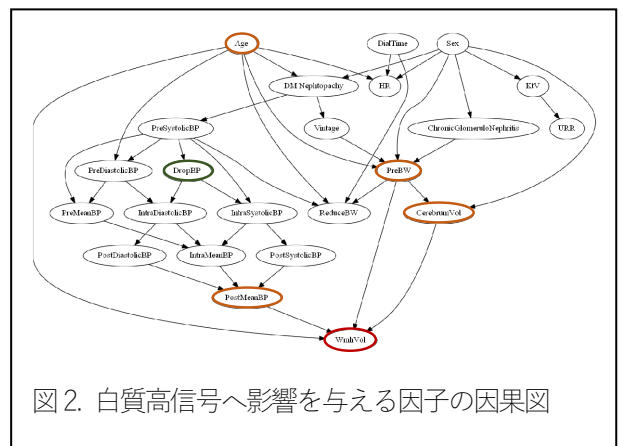 Age DialTime Sex
DM Nephtopachy HR KtV
PreSystolicBP Vintage ChronicGlomeruloNephritis URR
PreDiastolicBP DropBP PreBW
PreMeanBP IntraDiastolicBP IntraSystolicBP ReduceBW CerebrumVol
PostDiastolicBP IntraMeanBP PostSystolicBP
PostMeanBP
WmhVol
図 2. 白質高信号へ影響を与える因子の因果図